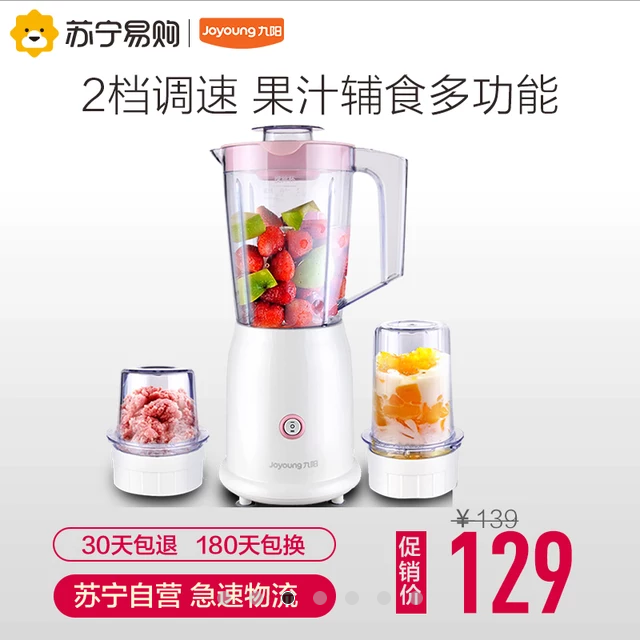 苏宁易购
Joyoung九阳
2档调速 果汁辅食多功能
Joyoung九阳
¥139
30天包退 180天包换
促销价
129
苏宁自营 急速物流